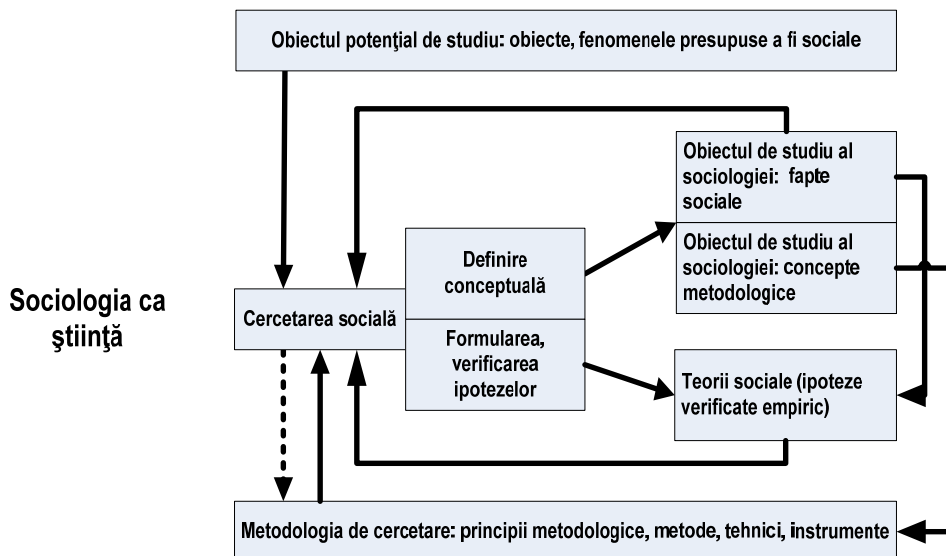 Obiectul potenţial de studiu: obiecte, fenomenele presupuse a fi sociale
Obiectul de studiu al
sociologiei: fapte
sociale
Obiectul de studiu al
sociologiei: concepte
metodologice
Definire
conceptuală
Sociologia ca
ştiinţă
Cercetarea socială
Formularea,
verificarea
ipotezelor
Teorii sociale (ipoteze
verificate empiric)
Metodologia de cercetare: principii metodologice, metode, tehnici, instrumente